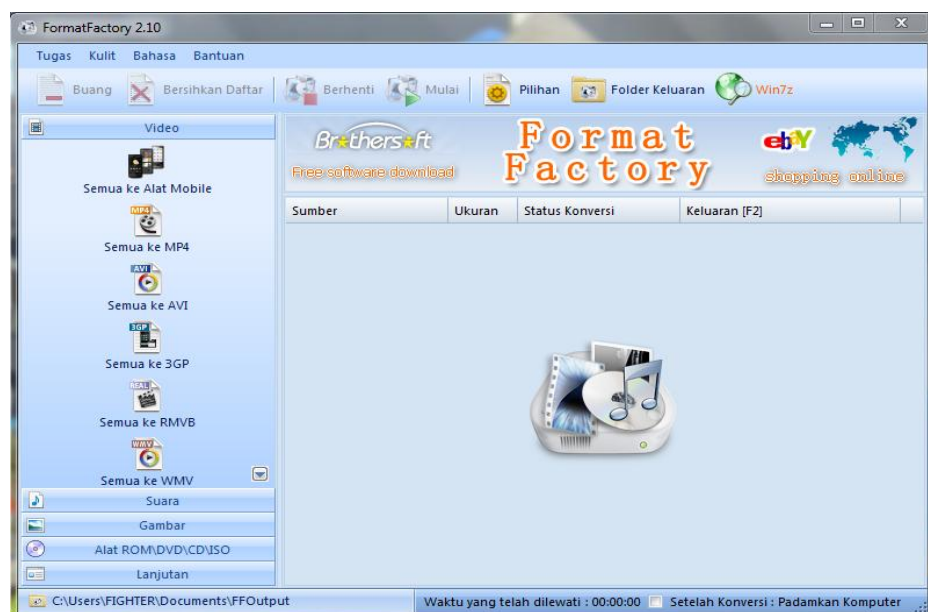 FormatFactory 2.10
Tugas Kulit Bahasa Bantuan
Buang Bersihkan Daftar Berhenti Mulai Pilihan Folder Keluaran Win7z
Video
Semua ke Alat Mobile
MP4
Semua ke MP4
AVI
Semua ke AVI
3GP
Semua ke 3GP
REAL
Semua ke RMVB
WMV
Semua ke WMV
Suara
Gambar
Alat ROM\DVD\CD\ISO
Lanjutan
Brothersoft
Free software download
Format
Factory
ebY
shopping online
Sumber Ukuran Status Konversi Keluaran [F2]
C:\Users\FIGHTER\Documents\FFOutput Waktu yang telah dilewati : 00:00:00 Setelah Konversi : Padamkan Komputer